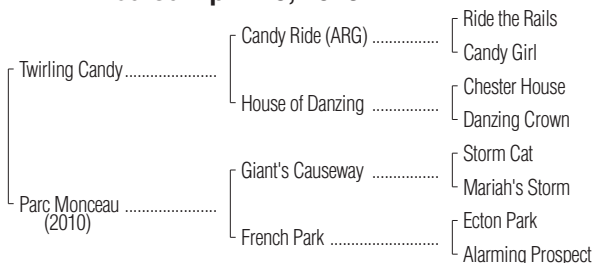 Ride the Rails
Candy Ride (ARG) ................
Candy Girl
Twirling Candy ......................
Chester House
House of Danzing ................
Danzing Crown
Storm Cat
Giant's Causeway ................
Mariah's Storm
Parc Monceau ......................
(2010)
Ecton Park
French Park ..........................
Alarming Prospect